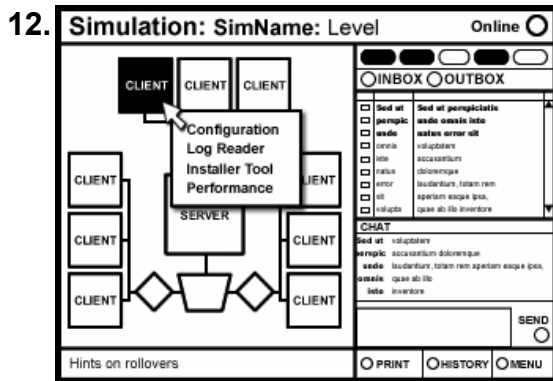 12.
Simulation: SimName: Level
Online
INBOX
OUTBOX
CLIENT
CLIENT
CLIENT
Configuration
Log Reader
Installer Tool
Performance
CLIENT
LIENT
SERVER
CLIENT
CLIENT
CLIENT
CLIENT
Sed ut Sed ut perspiciatis
perspic unde omnis iste
unde natus error sit
omnis voluptatem
iste accusantium
natus doloremque
error laudantium, totam rem
sit aperiam eaque ipsa,
volupta quae ab illo inventore
CHAT
Sed ut voluptatem
perspic accusantium doloremque
unde laudantium, totam rem aperiam eaque ipsa,
omnis quae ab illo
iste inventore
SEND
Hints on rollovers
PRINT
HISTORY
MENU